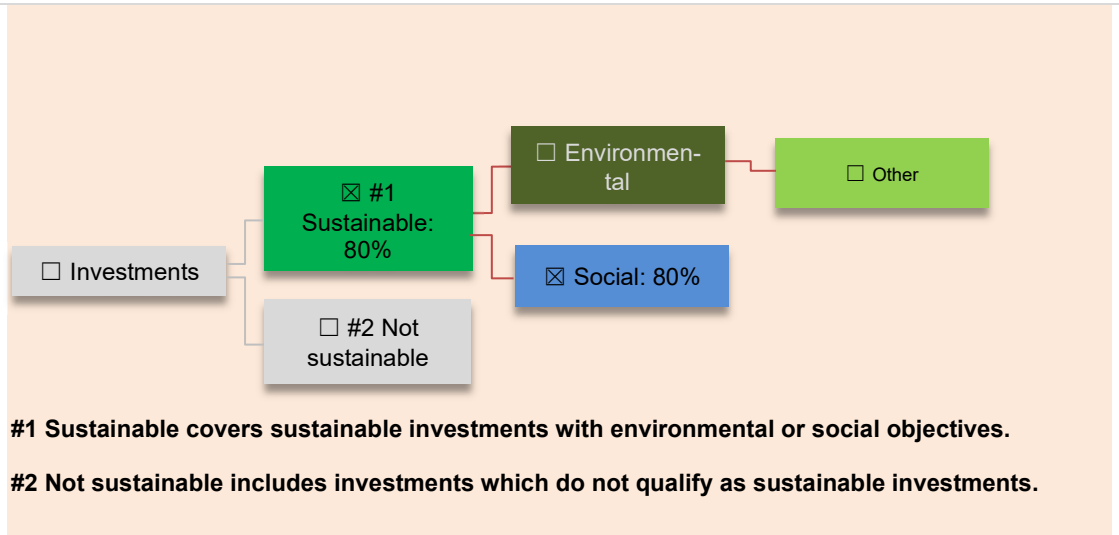 ☐ Environmen-
tal
☐ Other
☒ #1
Sustainable:
80%
☐ Investments
☒ Social: 80%
☐ #2 Not
sustainable
#1 Sustainable covers sustainable investments with environmental or social objectives.
#2 Not sustainable includes investments which do not qualify as sustainable investments.